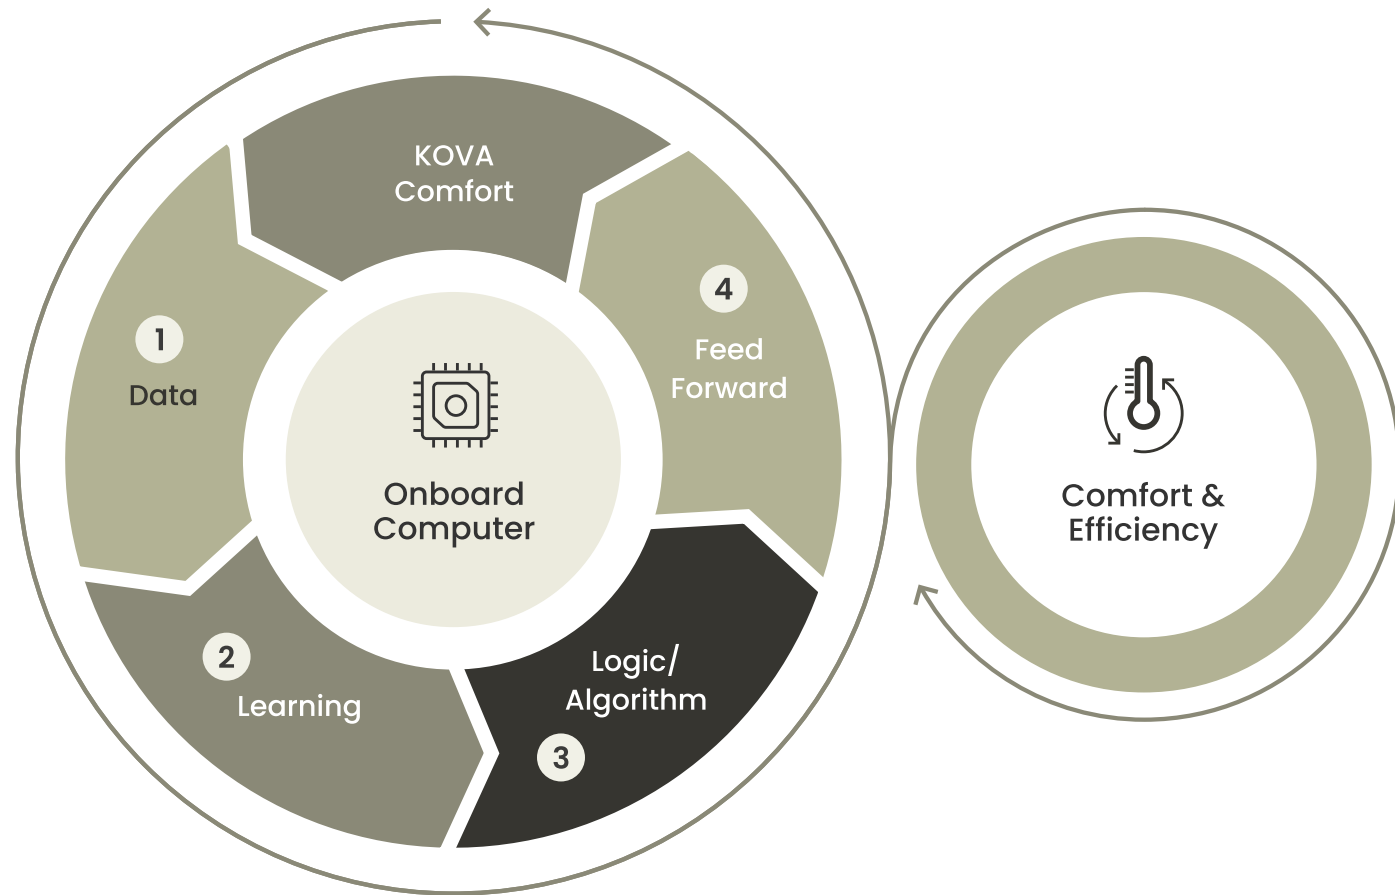 KOVA
Comfort
1
Data
2
Learning
Logic/
Algorithm
3
4
Feed
Forward
Onboard
Computer
Comfort &
Efficiency